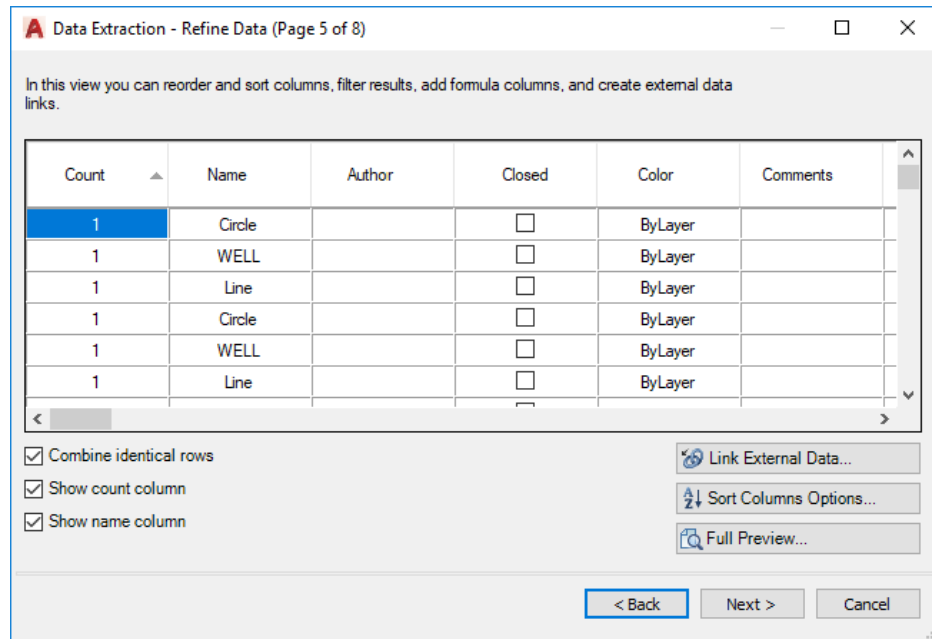 Data Extraction - Refine Data (Page 5 of 8)
In this view you can reorder and sort columns, filter results, add formula columns, and create external data
links.
Count Name Author Closed Color Comments
1 Circle ByLayer
1 WELL ByLayer
1 Line ByLayer
1 Circle ByLayer
1 WELL ByLayer
1 Line ByLayer
Combine identical rows
Show count column
Show name column
Link External Data...
Sort Columns Options...
Full Preview...
< Back Next > Cancel